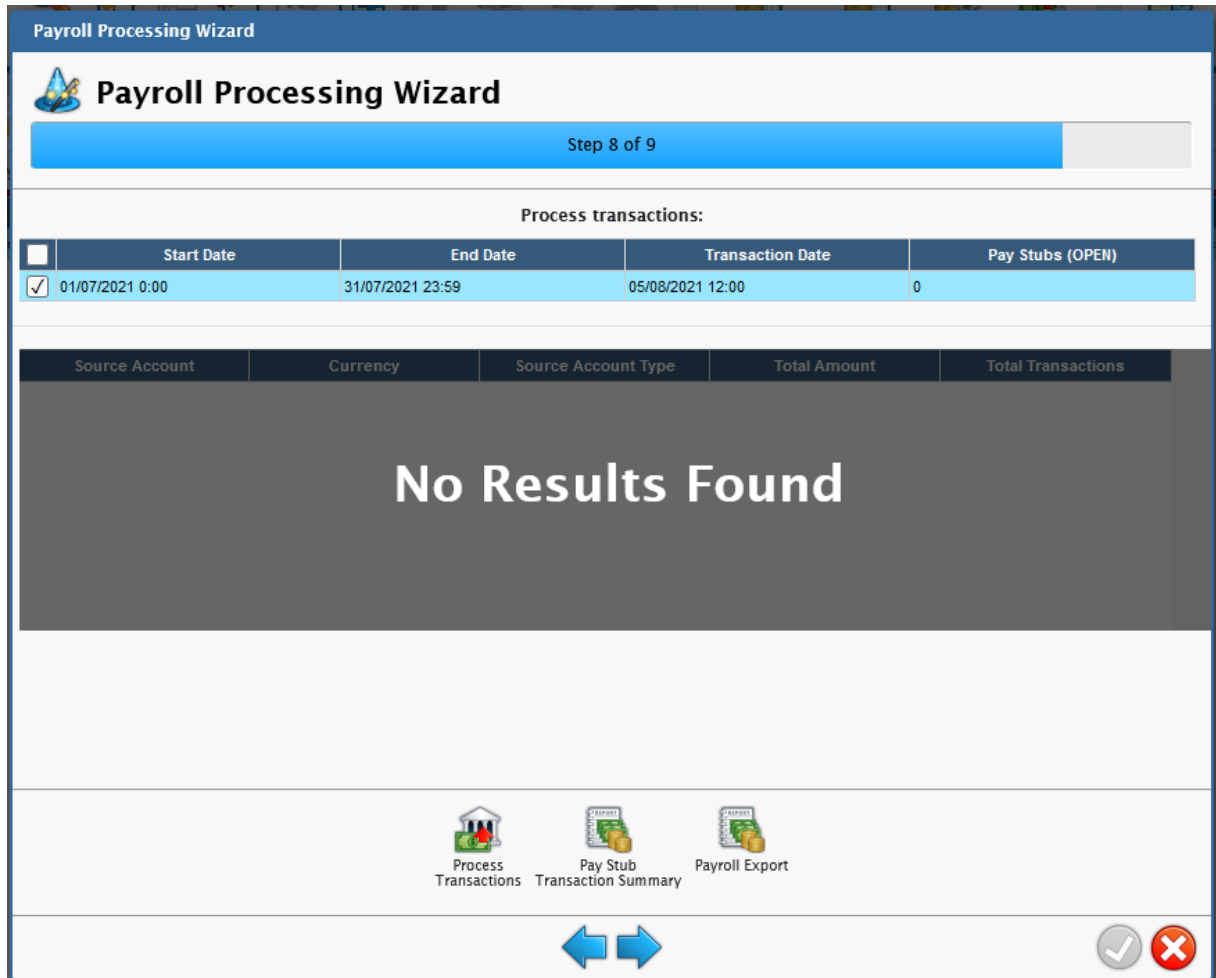 Payroll Processing Wizard
Payroll Processing Wizard
Step 8 of 9
Process transactions:
Start Date End Date Transaction Date Pay Stubs (OPEN)
01/07/2021 0:00 31/07/2021 23:59 05/08/2021 12:00 0
Source Account Currency Source Account Type Total Amount Total Transactions
No Results Found
Process Transactions
Pay Stub Transaction Summary
Payroll Export